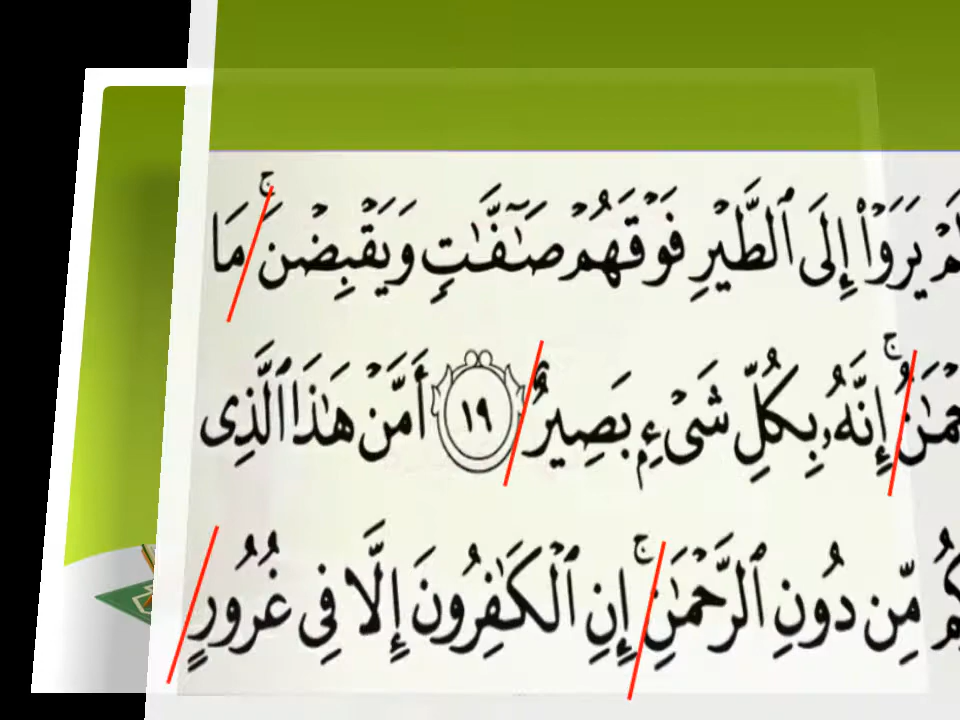 يَرَوْا۟ إِلَى ٱلطَّيْرِ فَوْقَهُمْ صَـٰٓفَّـٰتٍ وَيَقْبِضْنَ ۚ مَا
إِنَّهُۥ بِكُلِّ شَىْءٍۭ بَصِيرٌ ١٩ أَمَّنْ هَـٰذَا ٱلَّذِى
مِّن دُونِ ٱلرَّحْمَـٰنِ ۚ إِنِ ٱلْكَـٰفِرُونَ إِلَّا فِى غُرُورٍ